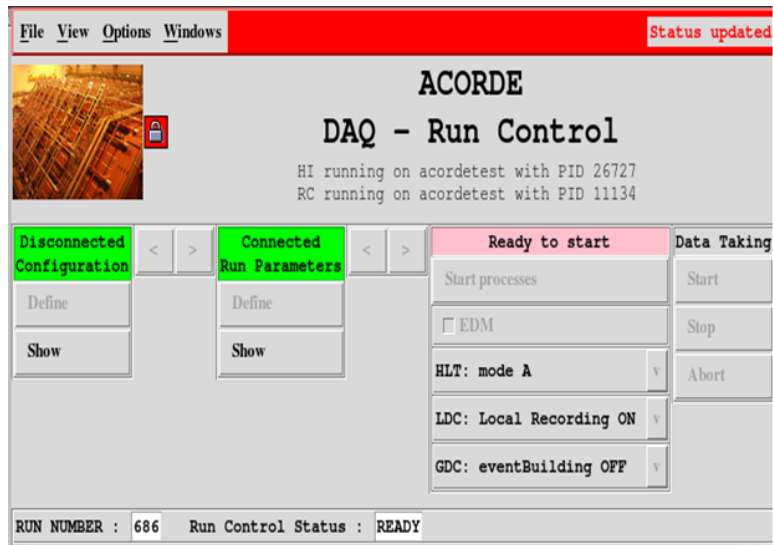 File View Options Windows
Status updated
ACORDE
DAQ - Run Control
HI running on acordetest with PID 26727
RC running on acordetest with PID 11134
Disconnected
Configuration
< >
Define
Show
Connected
Run Parameters
< >
Define
Show
Ready to start
Start processes
EDM
HLT: mode A v
LDC: Local Recording ON v
GDC: eventBuilding OFF v
Data Taking
Start
Stop
Abort
RUN NUMBER : 686 Run Control Status : READY